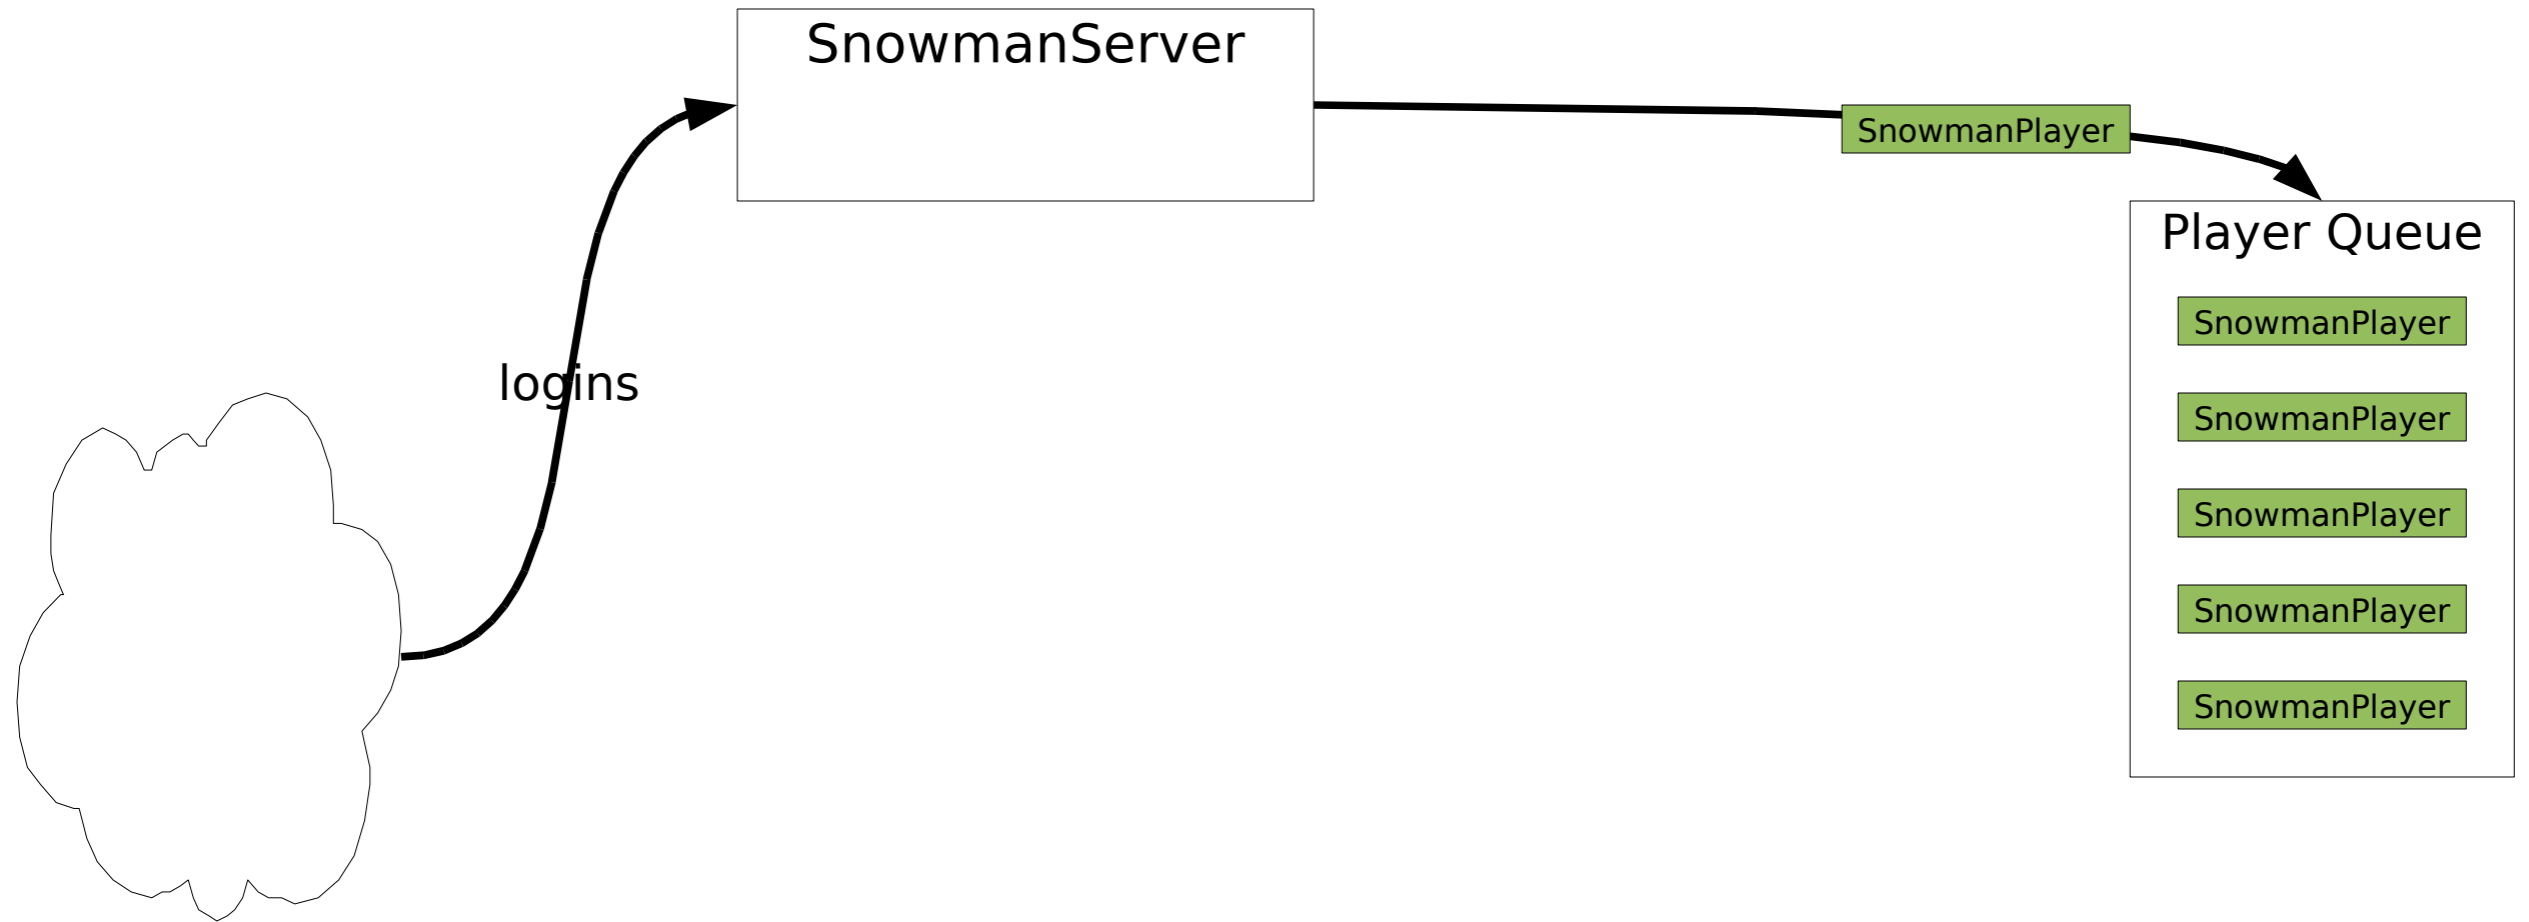 SnowmanServer
SnowmanPlayer
Player Queue
SnowmanPlayer
logins
SnowmanPlayer
SnowmanPlayer
SnowmanPlayer
SnowmanPlayer